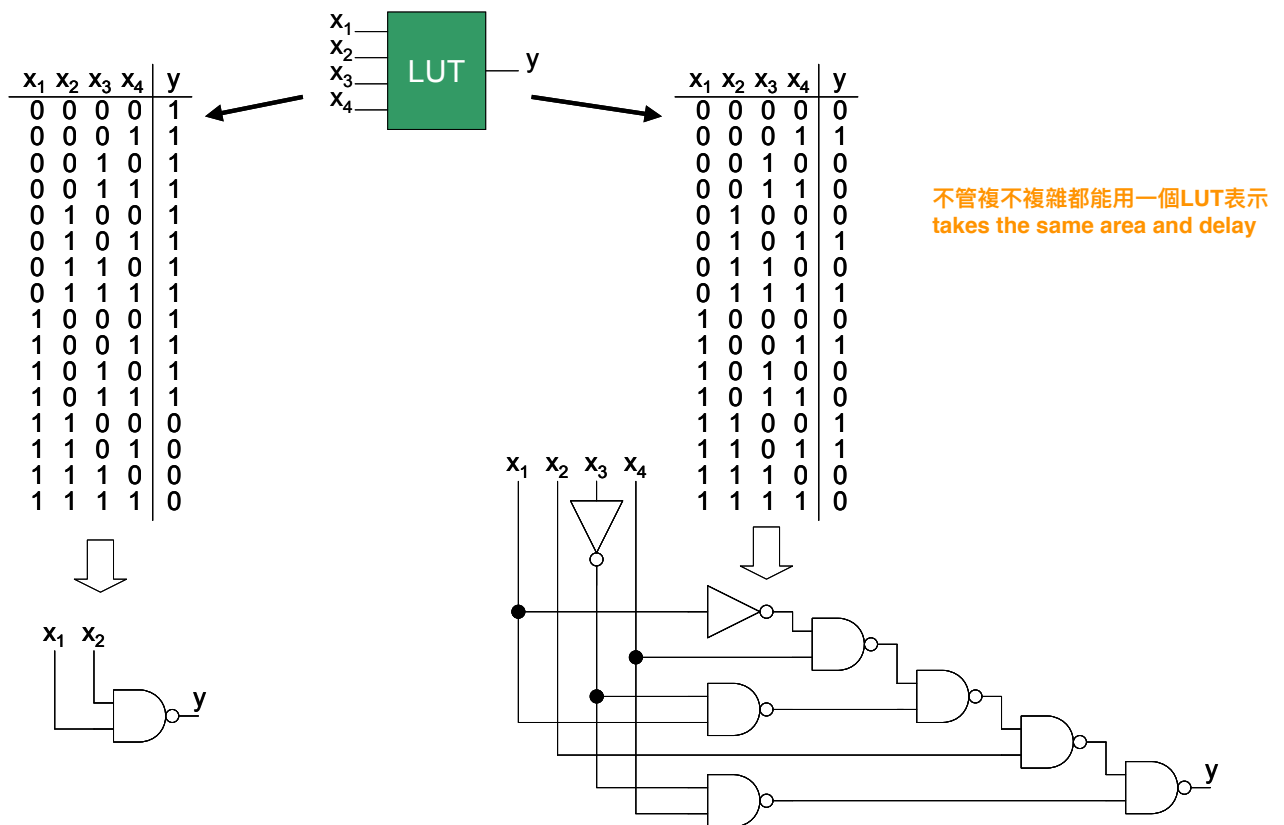 x1
x2
x3
x4
LUT
y
x1 x2 x3 x4 y
0 0 0 0 1
0 0 0 1 1
0 0 1 0 1
0 0 1 1 1
0 1 0 0 1
0 1 0 1 1
0 1 1 0 1
0 1 1 1 1
1 0 0 0 1
1 0 0 1 1
1 0 1 0 1
1 0 1 1 1
1 1 0 0 0
1 1 0 1 0
1 1 1 0 0
1 1 1 1 0
x1 x2 x3 x4 y
0 0 0 0 0
0 0 0 1 1
0 0 1 0 0
0 0 1 1 1
0 1 0 0 0
0 1 0 1 1
0 1 1 0 0
0 1 1 1 1
1 0 0 0 0
1 0 0 1 1
1 0 1 0 0
1 0 1 1 0
1 1 0 0 1
1 1 0 1 1
1 1 1 0 0
1 1 1 1 0
不管複不複雜都能用一個LUT表示
takes the same area and delay
x1 x2
y
x1 x2 x3 x4
y